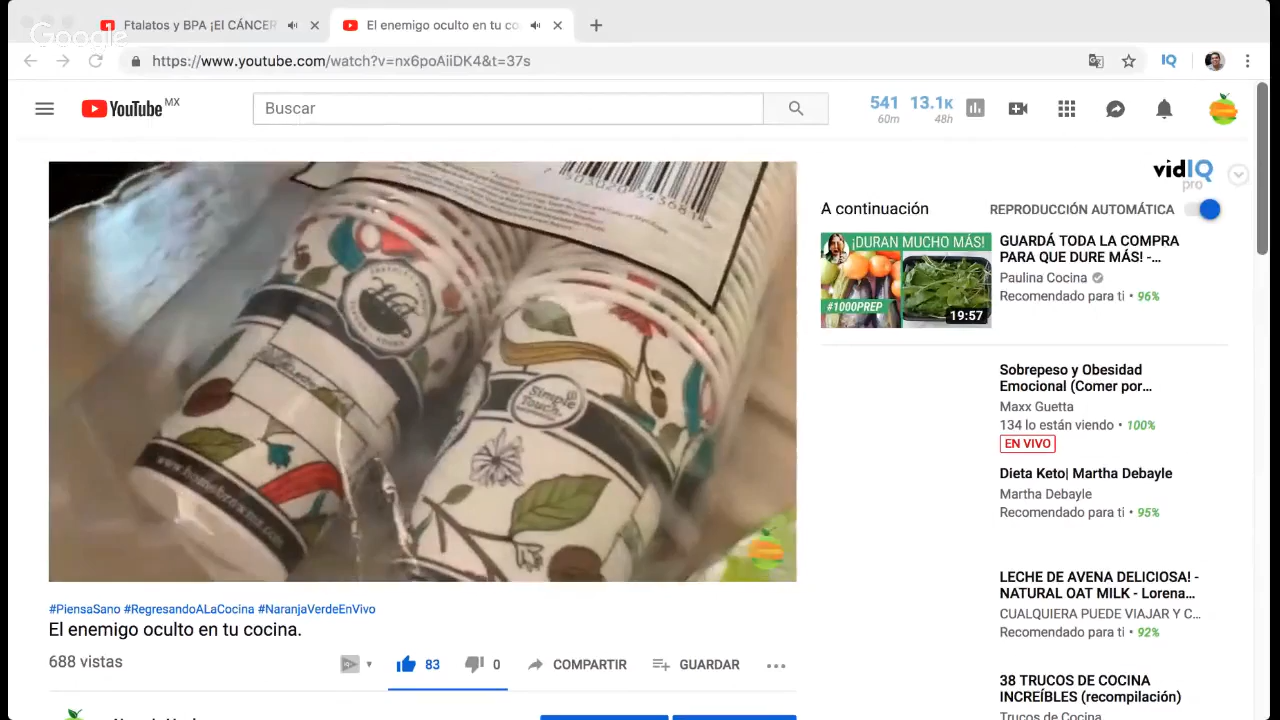 Ftalatos y BPA ¡El CÁNCER
El enemigo oculto en tu co
Google
https://www.youtube.com/watch?v=nx6poAiiDK4&t=37s
IQ
YouTube MX
Buscar
541 13.1K
60m 48h
vidIQ
pro
A continuación
REPRODUCCIÓN AUTOMÁTICA
¡DURAN MUCHO MÁS!
#1000PREP
19:57
GUARDÁ TODA LA COMPRA
PARA QUE DURE MÁS! -...
Paulina Cocina
Recomendado para ti • 96%
Sobrepeso y Obesidad
Emocional (Comer por...
Maxx Guetta
134 lo están viendo • 100%
EN VIVO
Dieta Keto| Martha Debayle
Martha Debayle
Recomendado para ti • 95%
LECHE DE AVENA DELICIOSA! -
NATURAL OAT MILK - Lorena...
CUALQUIERA PUEDE VIAJAR Y C...
Recomendado para ti • 92%
38 TRUCOS DE COCINA
INCREÍBLES (recompilación)
Trucos de Cocina
Simple
Touch
#PiensaSano #RegresandoALaCocina #NaranjaVerdeEnVivo
El enemigo oculto en tu cocina.
688 vistas
83
0
COMPARTIR
GUARDAR